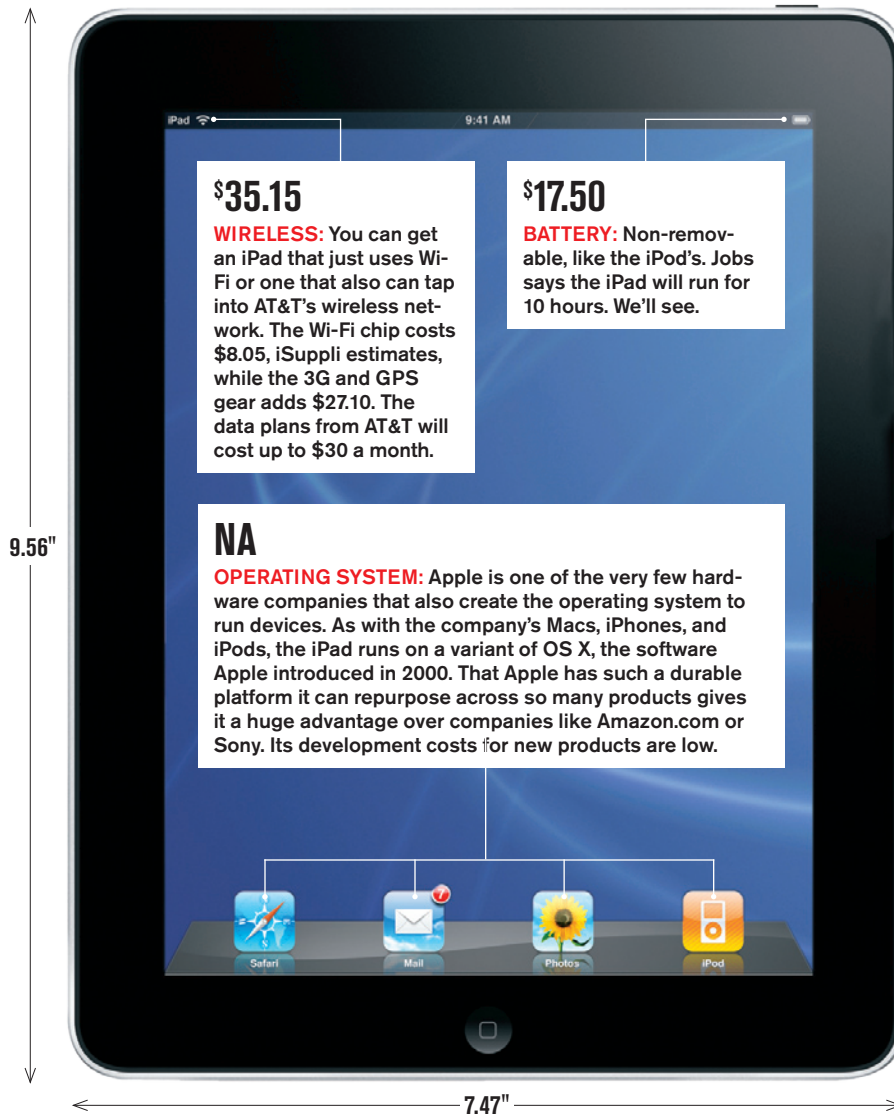 iPad 9:41 AM
$35.15
WIRELESS: You can get
an iPad that just uses Wi-
Fi or one that also can tap
into AT&T’s wireless net-
work. The Wi-Fi chip costs
$8.05, iSuppli estimates,
while the 3G and GPS
gear adds $27.10. The
data plans from AT&T will
cost up to $30 a month.
$17.50
BATTERY: Non-remov-
able, like the iPod’s. Jobs
says the iPad will run for
10 hours. We’ll see.
9.56"
NA
OPERATING SYSTEM: Apple is one of the very few hard-
ware companies that also create the operating system to
run devices. As with the company’s Macs, iPhones, and
iPods, the iPad runs on a variant of OS X, the software
Apple introduced in 2000. That Apple has such a durable
platform it can repurpose across so many products gives
it a huge advantage over companies like Amazon.com or
Sony. Its development costs for new products are low.
7
Safari Mail Photos iPod
7.47"